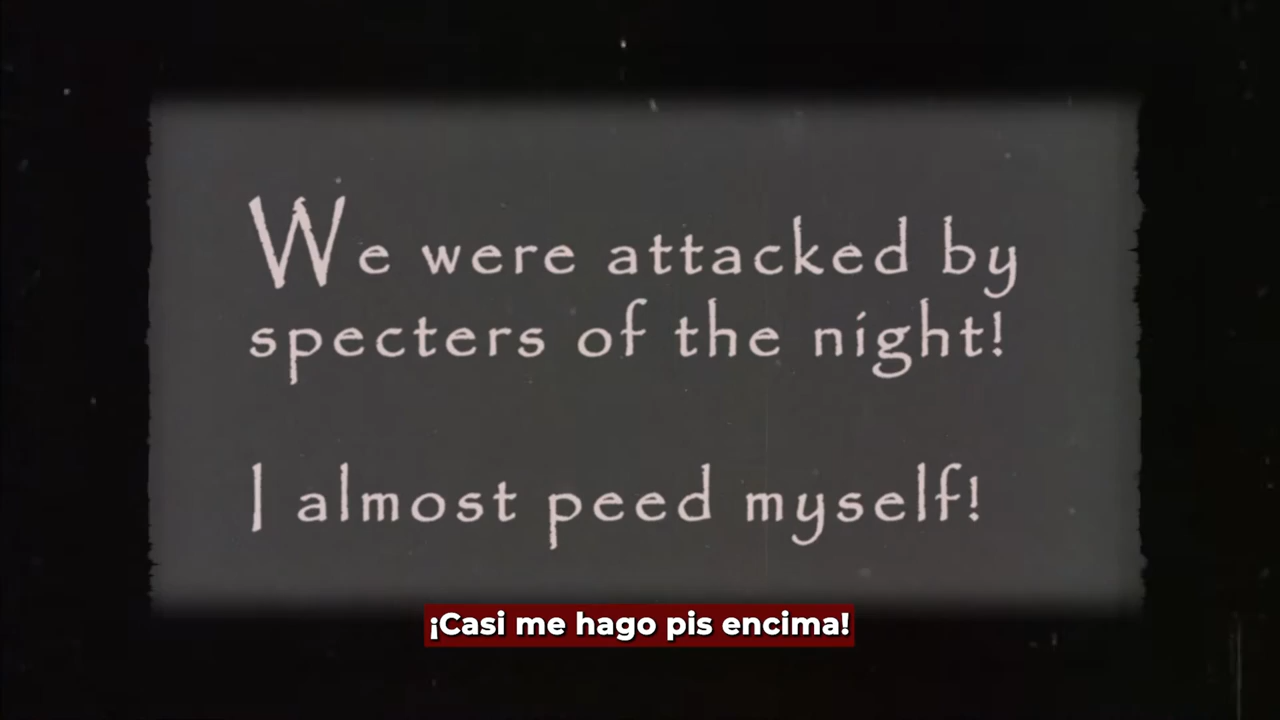 We were attacked by
specters of the night!
I almost peed myself!
¡Casi me hago pis encima!